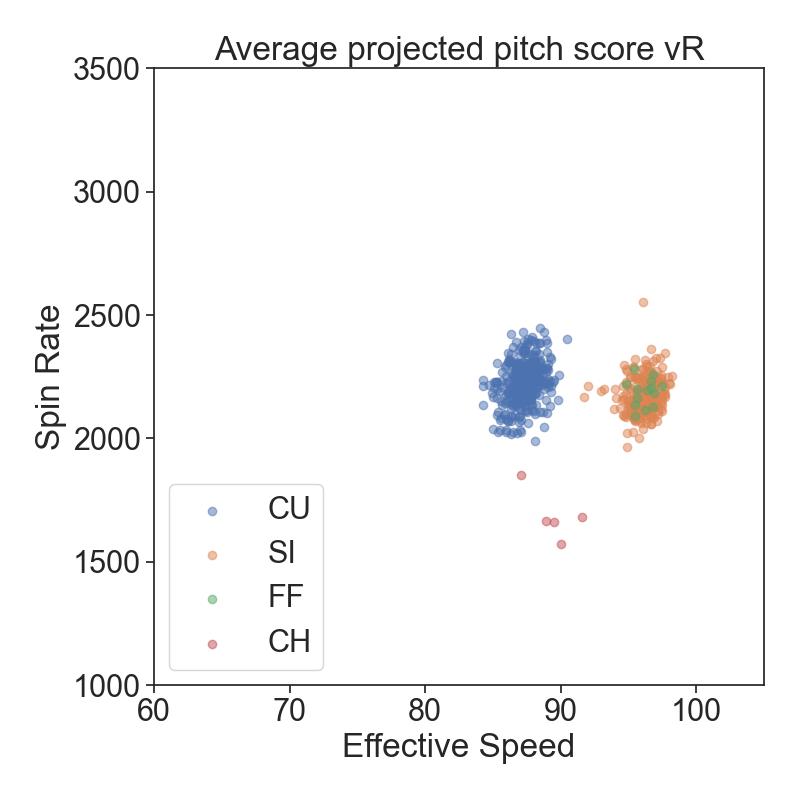 Average projected pitch score vR
3500
3000
2500
2000
1500
1000
Spin Rate
CU
SI
FF
CH
60 70 80 90 100
Effective Speed